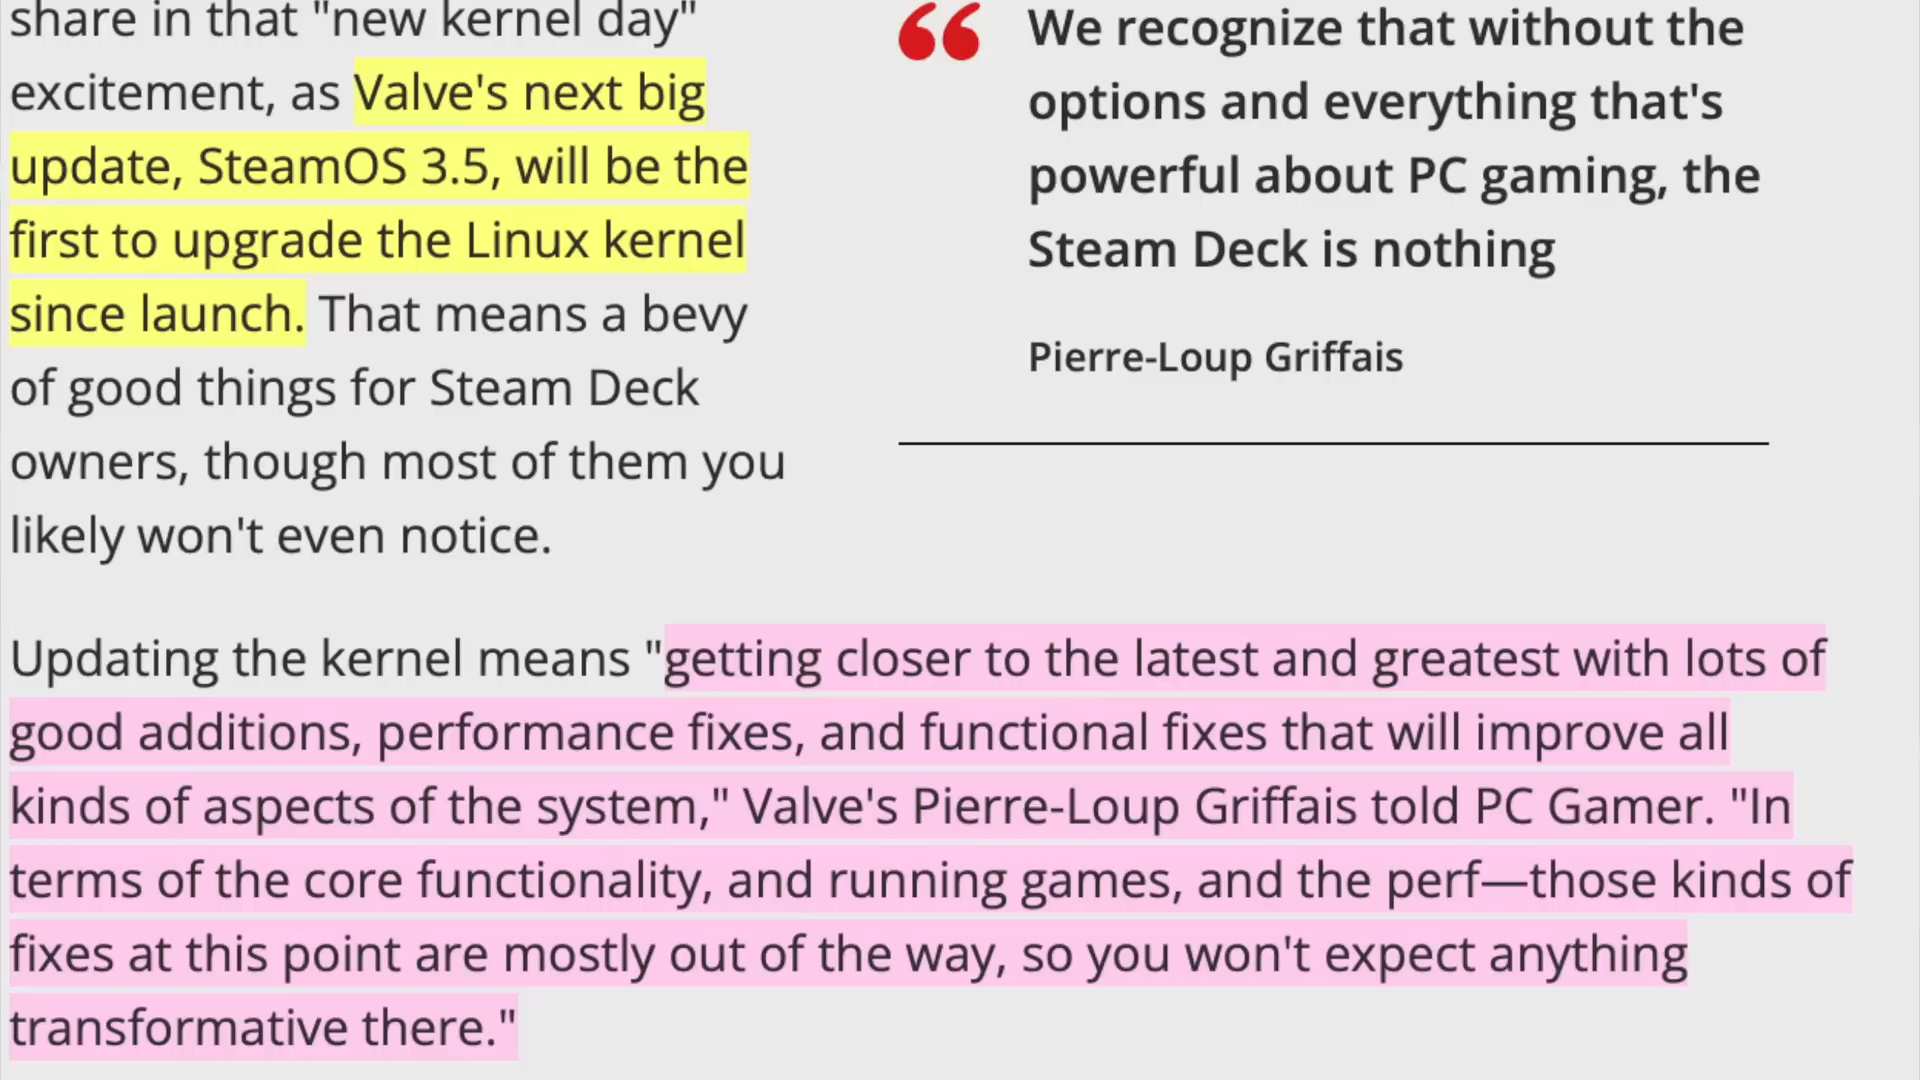 share in that "new kernel day"
excitement, as Valve's next big
update, SteamOS 3.5, will be the
first to upgrade the Linux kernel
since launch. That means a bevy
of good things for Steam Deck
owners, though most of them you
likely won't even notice.
“ We recognize that without the
options and everything that's
powerful about PC gaming, the
Steam Deck is nothing
Pierre-Loup Griffais
Updating the kernel means "getting closer to the latest and greatest with lots of
good additions, performance fixes, and functional fixes that will improve all
kinds of aspects of the system," Valve's Pierre-Loup Griffais told PC Gamer. "In
terms of the core functionality, and running games, and the perf—those kinds of
fixes at this point are mostly out of the way, so you won't expect anything
transformative there."